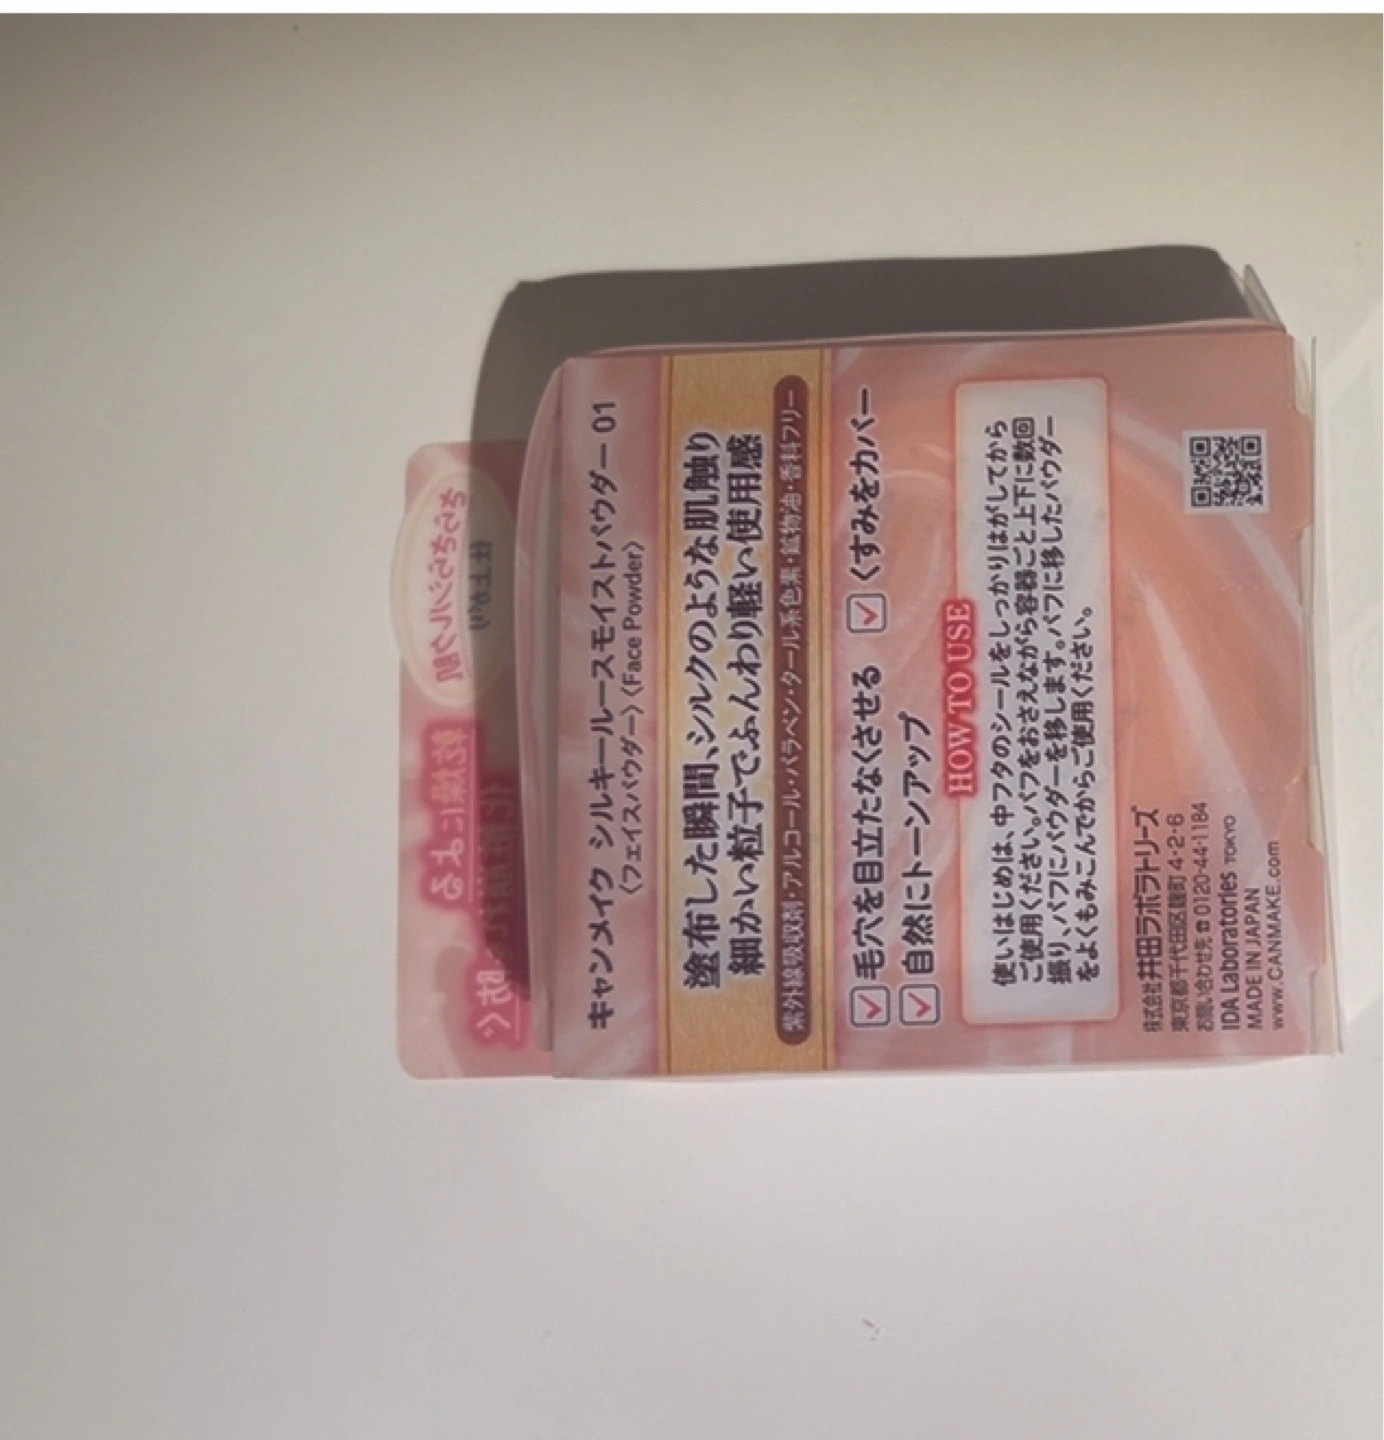 キャンメイク シルキールースモイストパウダー 01
〈フェイスパウダー〉〈Face Powder〉
塗布した瞬間、シルクのような肌触り
細かい粒子でふんわり軽い使用感
紫外線吸収剤・アルコール・パラベン・タール系色素・鉱物油・香料フリー
毛穴を目立たなくさせる くすみをカバー
自然にトーンアップ
HOW TO USE
使いはじめは、中フタのシールをしっかりはがしてから
ご使用ください。パフをおさえながら容器ごと上下に数回
振り、パフにパウダーを移します。パフに移したパウダー
をよくもみこんでからご使用ください。
株式会社井田ラボラトリーズ
東京都千代田区麹町 4-2-6
お問い合わせ先 ☎ 0120-44-1184
IDA Laboratories TOKYO
MADE IN JAPAN
www.CANMAKE.com